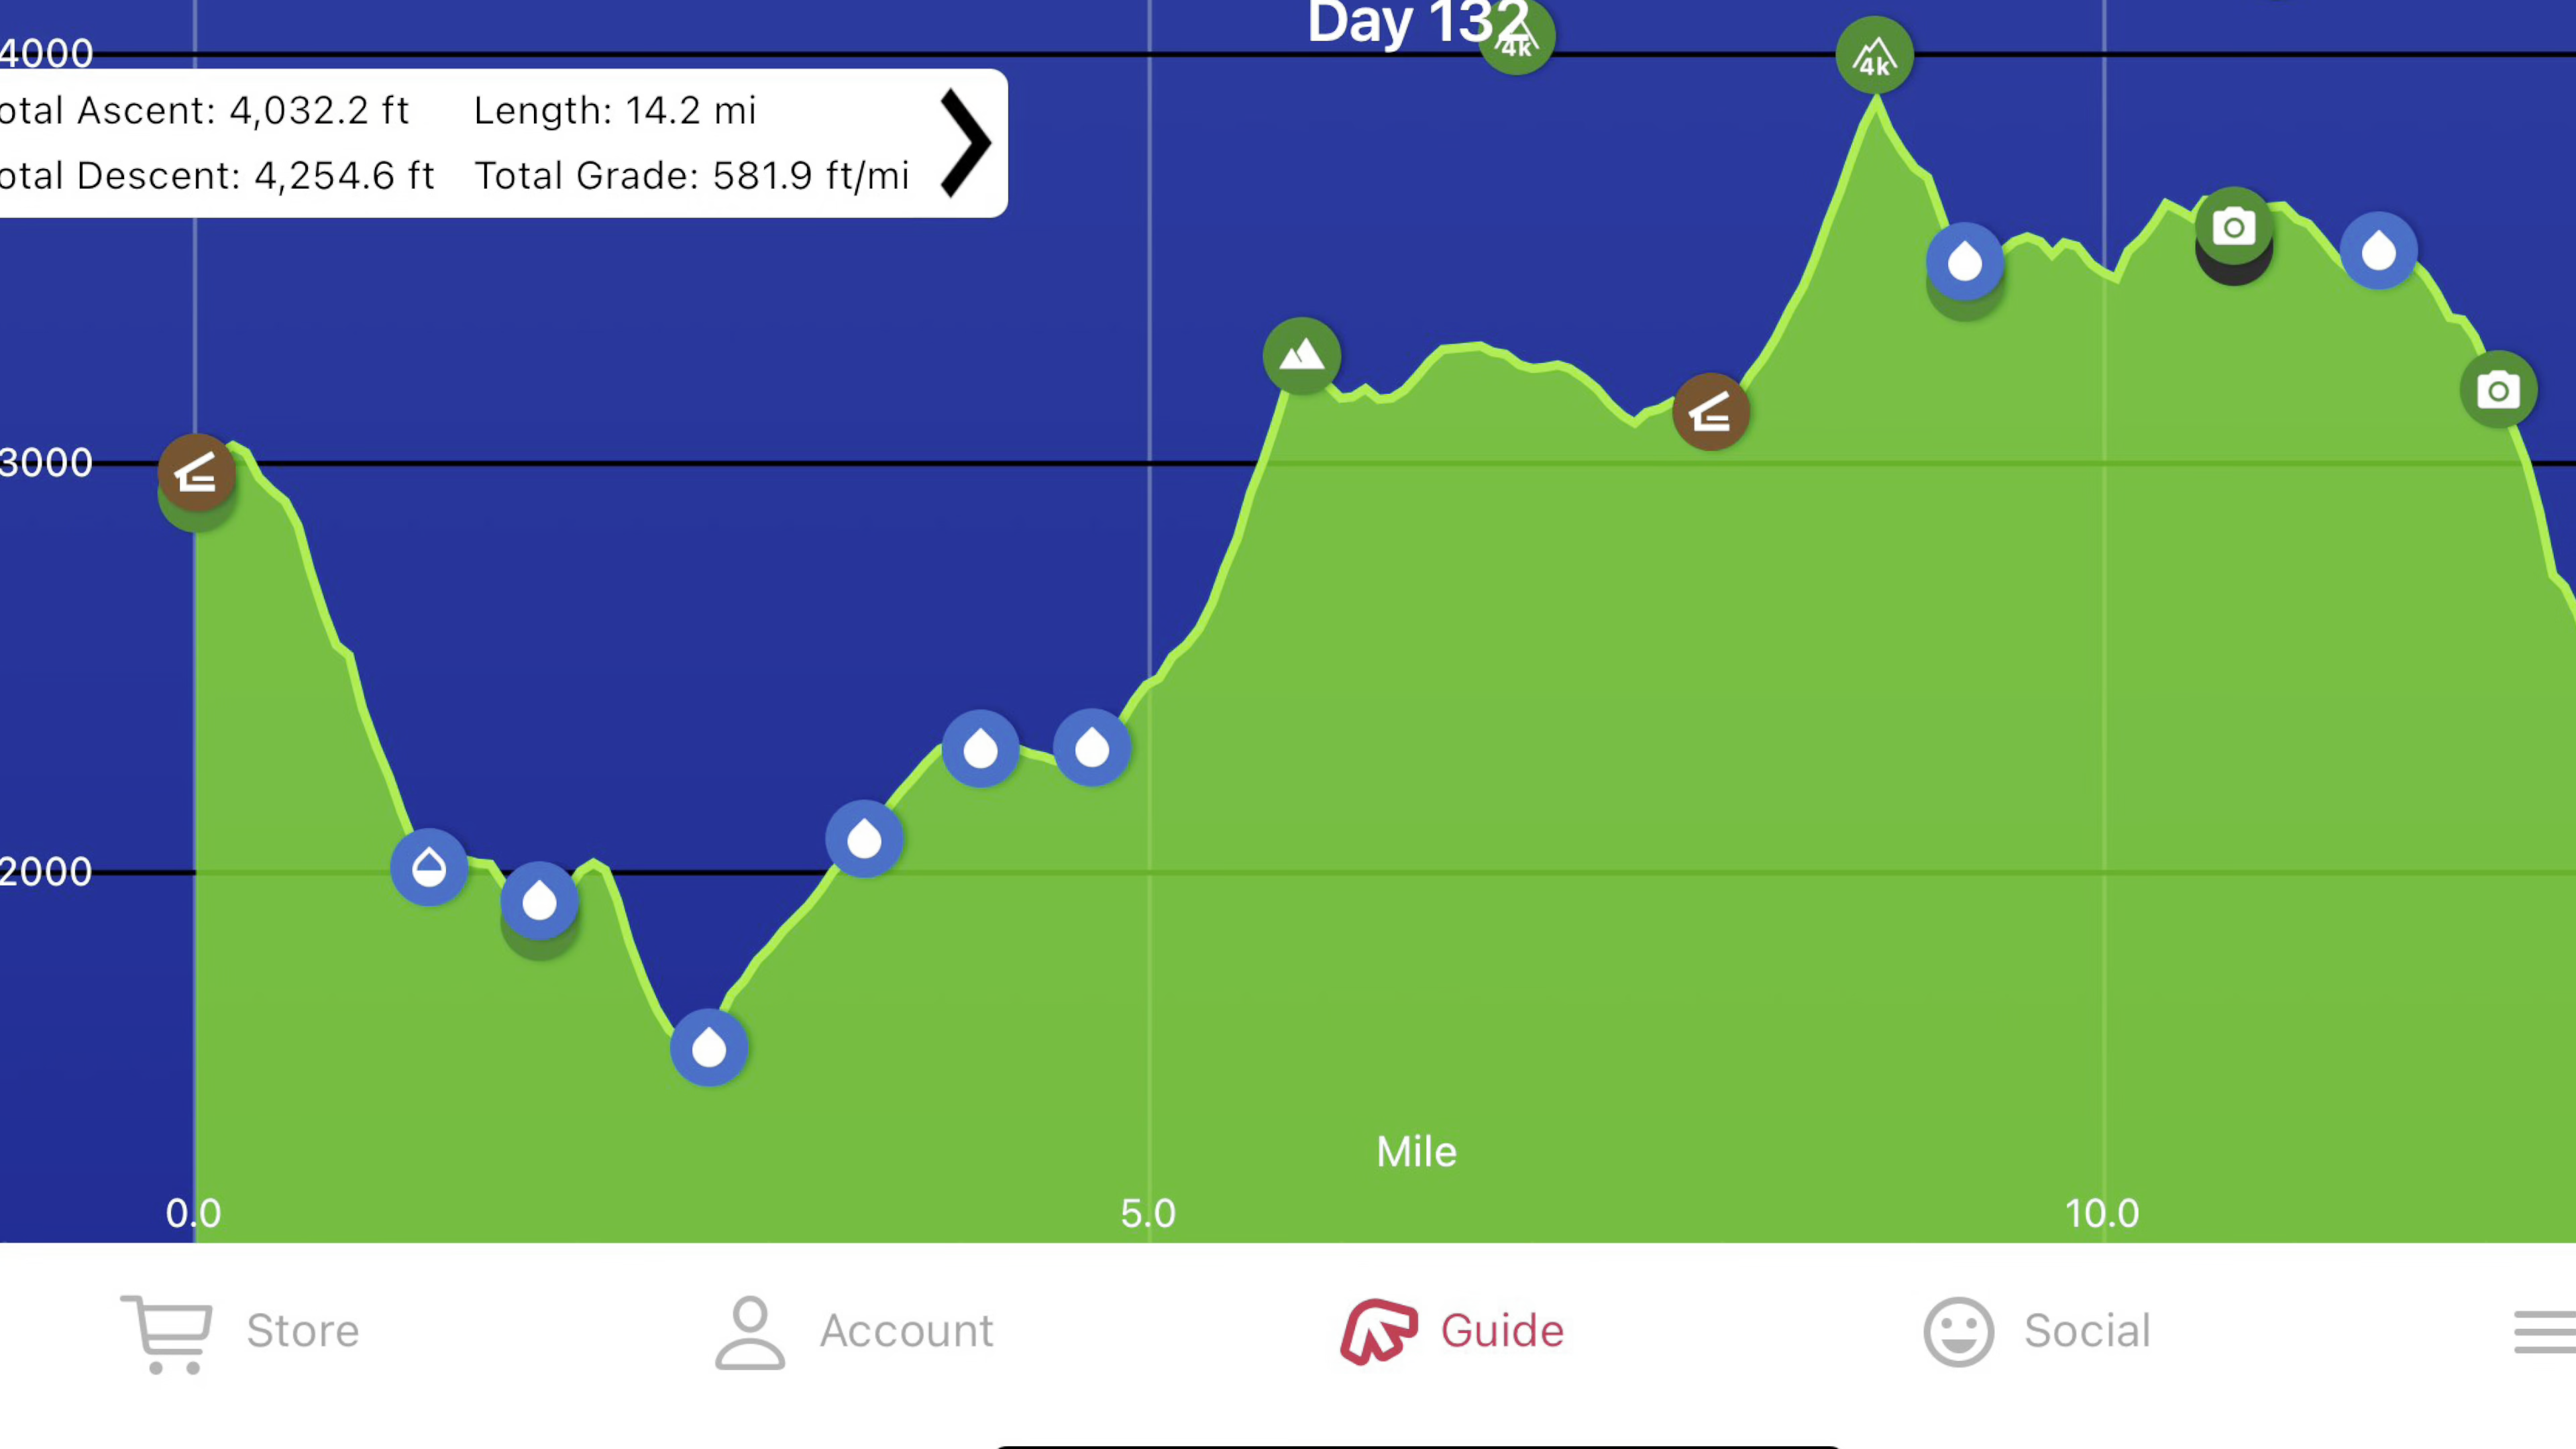 Day 132
4k
4k
4000
otal Ascent: 4,032.2 ft Length: 14.2 mi
otal Descent: 4,254.6 ft Total Grade: 581.9 ft/mi
3000
2000
Mile
0.0 5.0 10.0
Store Account Guide Social